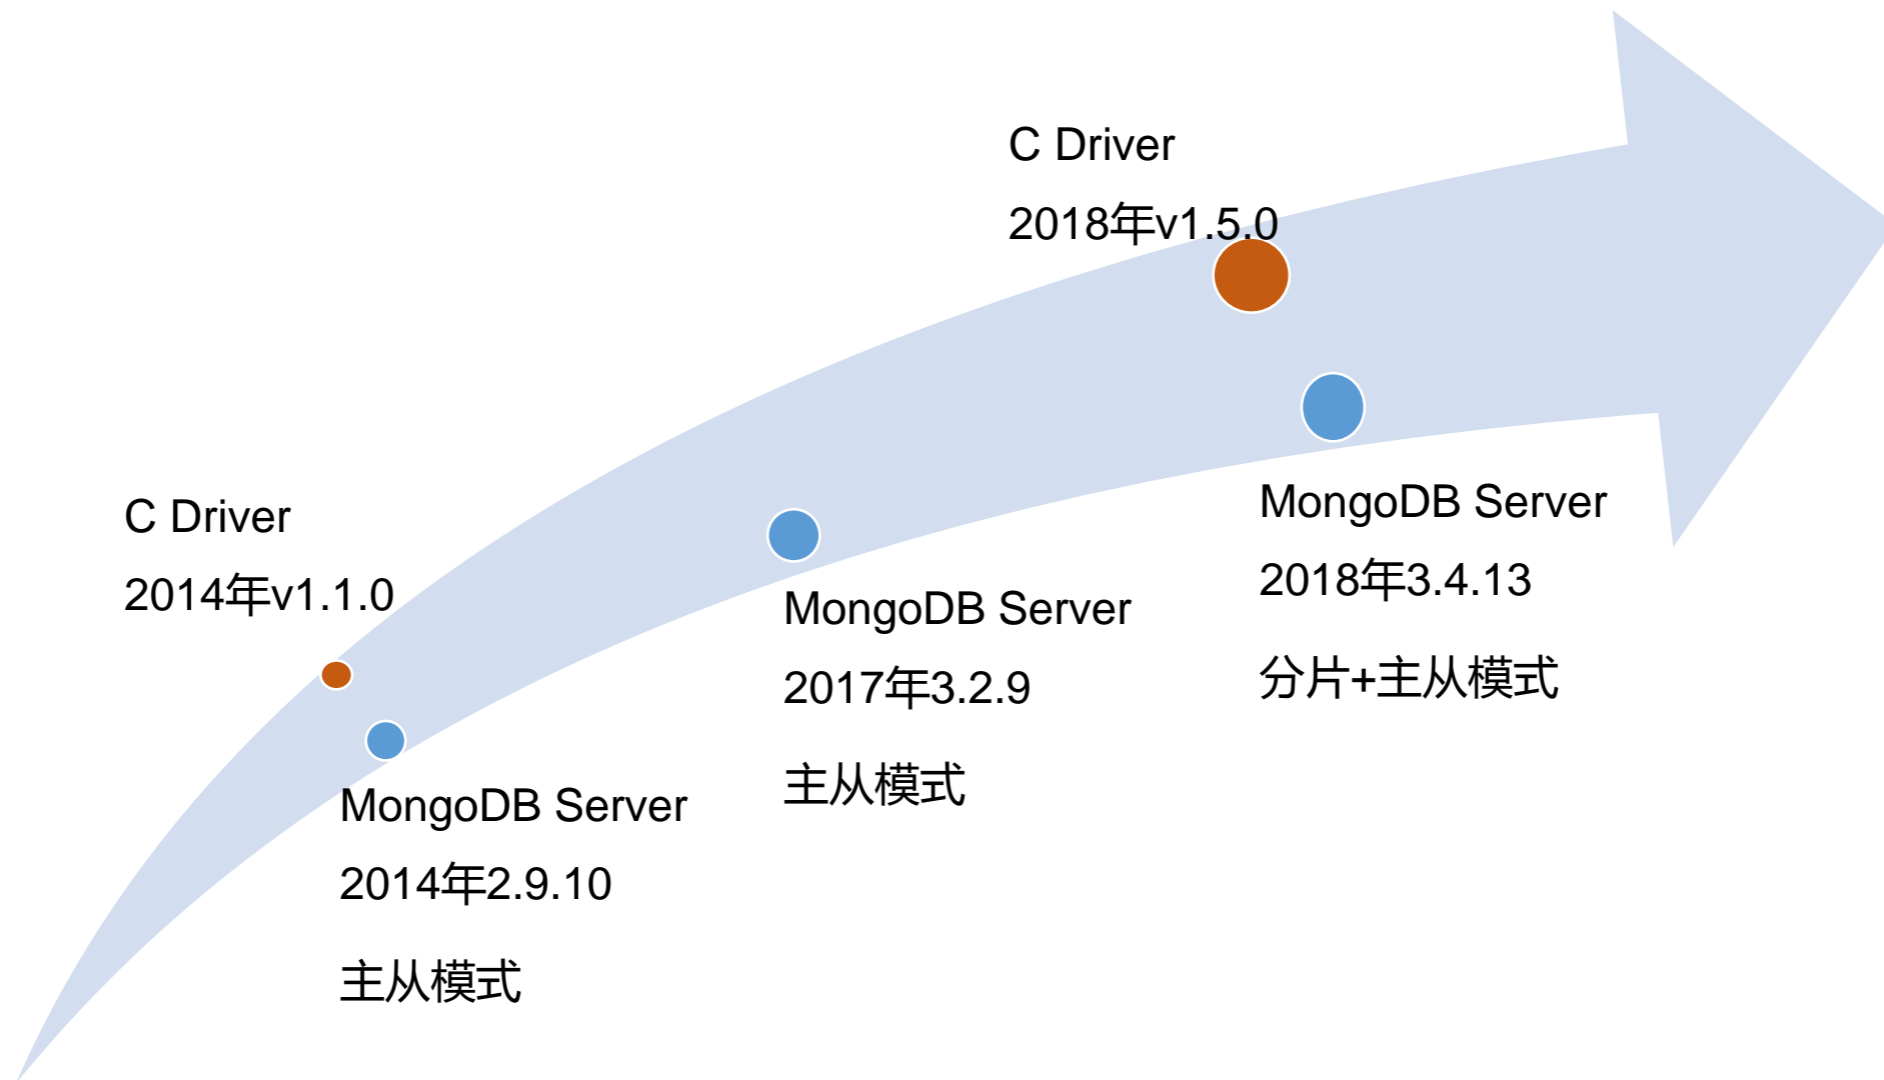 C Driver
2018年v1.5.0
C Driver
2014年v1.1.0
MongoDB Server
2018年3.4.13
分片+主从模式
MongoDB Server
2017年3.2.9
主从模式
MongoDB Server
2014年2.9.10
主从模式